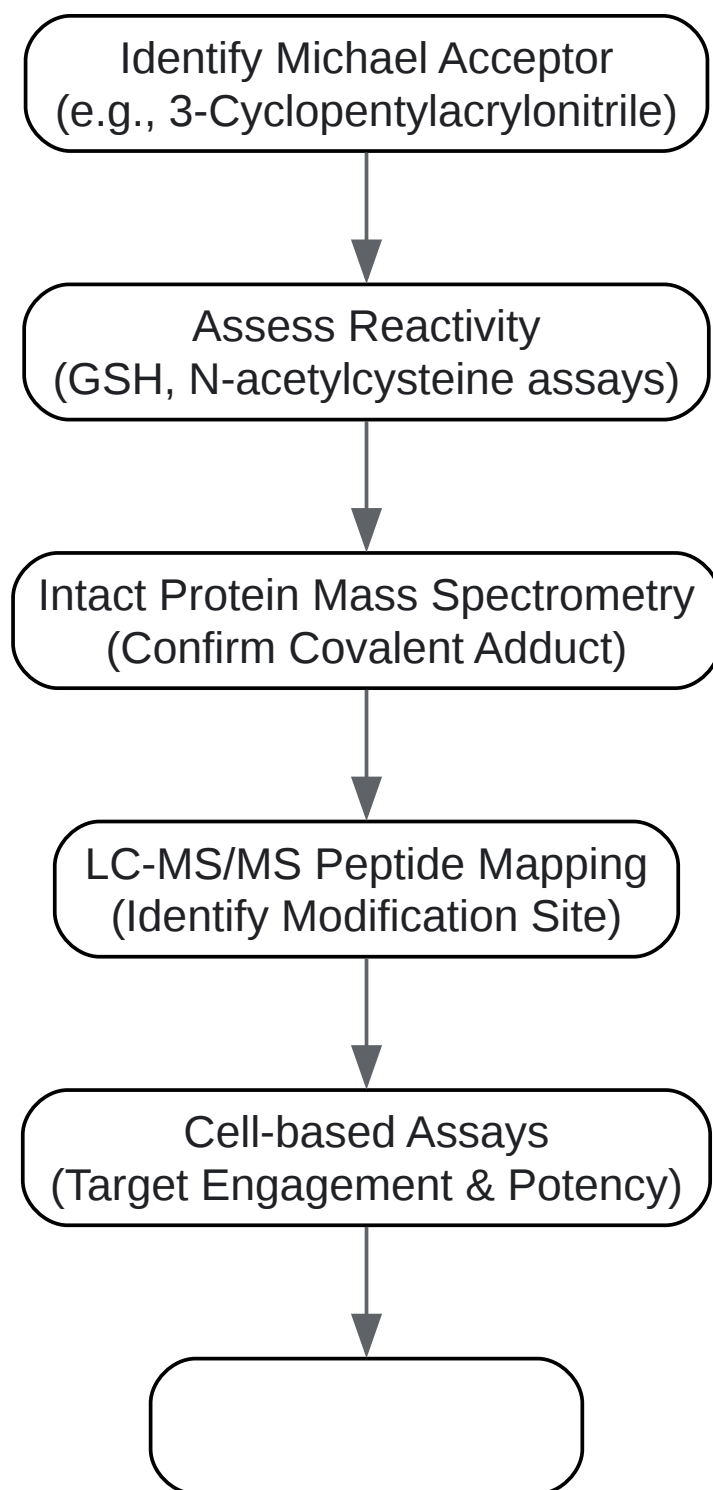 Identify Michael Acceptor
(e.g., 3-Cyclopentylacrylonitrile)
Assess Reactivity
(GSH, N-acetylcysteine assays)
Intact Protein Mass Spectrometry
(Confirm Covalent Adduct)
LC-MS/MS Peptide Mapping
(Identify Modification Site)
Cell-based Assays
(Target Engagement & Potency)